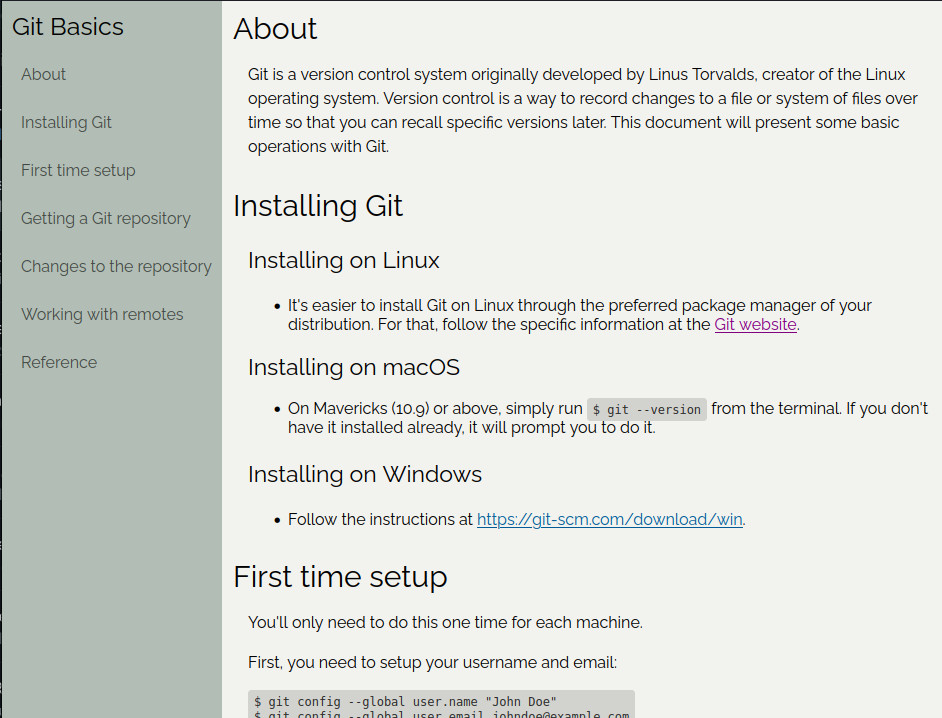 Git Basics
About
Installing Git
First time setup
Getting a Git repository
Changes to the repository
Working with remotes
Reference
About
Git is a version control system originally developed by Linus Torvalds, creator of the Linux
operating system. Version control is a way to record changes to a file or system of files over
time so that you can recall specific versions later. This document will present some basic
operations with Git.
Installing Git
Installing on Linux
• It's easier to install Git on Linux through the preferred package manager of your
distribution. For that, follow the specific information at the Git website.
Installing on macOS
• On Mavericks (10.9) or above, simply run $ git --version from the terminal. If you don't
have it installed already, it will prompt you to do it.
Installing on Windows
• Follow the instructions at https://git-scm.com/download/win.
First time setup
You'll only need to do this one time for each machine.
First, you need to setup your username and email:
$ git config --global user.name "John Doe"
$ git config --global user.email johndoe@example.com